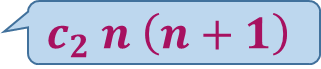 c₂ n (n + 1)